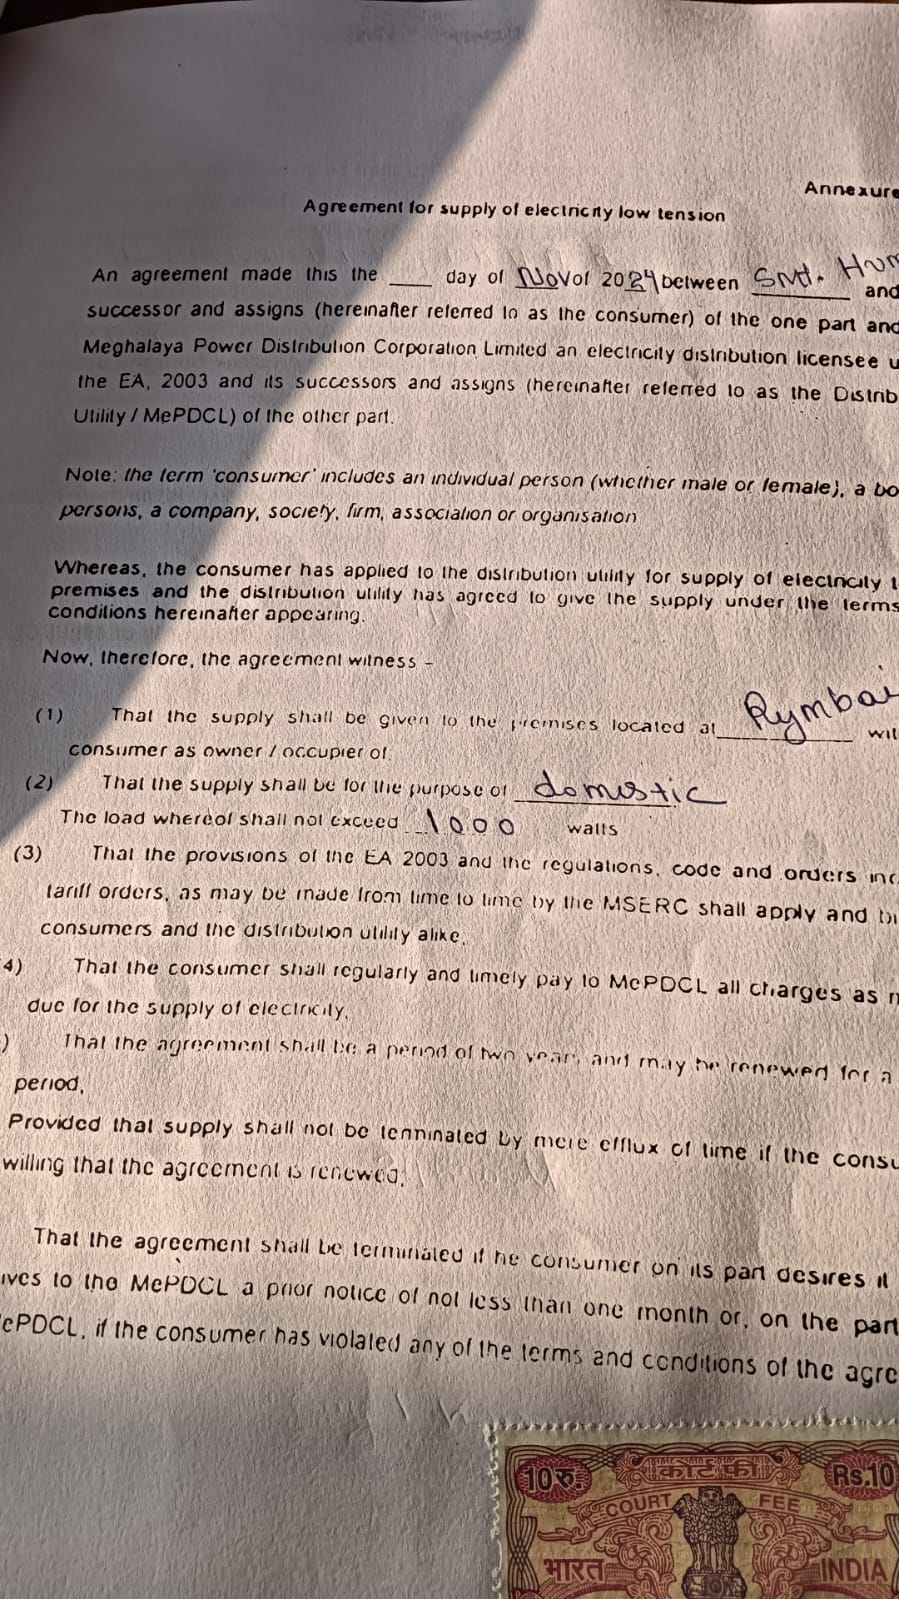 Annexure
Agreement for supply of electricity low tension
An agreement made this the ____ day of Nov of 2024 between Smt.
and
successor and assigns (hereinafter referred to as the consumer) of the one part and
Meghalaya Power Distribution Corporation Limited an electricity distribution licensee
the EA, 2003 and its successors and assigns (hereinafter referred to as the Distrib
Utility / MePDCL) of the other part.
Note: the term 'consumer' includes an individual person (whether male or female), a bo
persons, a company, society, firm, association or organisation
Whereas, the consumer has applied to the distribution utility for supply of electricity
premises and the distribution utility has agreed to give the supply under the terms
conditions hereinafter appearing.
Now, therefore, the agreement witness –
(1) That the supply shall be given to the premises located at Rymbai
wil
consumer as owner / occupier of:
(2) That the supply shall be for the purpose of domestic
The load whereof shall not exceed 1000 watts
(3) That the provisions of the EA 2003 and the regulations, code and orders inc
tariff orders, as may be made from time to time by the MSERC shall apply and bi
consumers and the distribution utility alike.
4) That the consumer shall regularly and timely pay to MePDCL all charges as
due for the supply of electricity,
) That the agreement shall be a period of two years and may be renewed for a
period,
Provided that supply shall not be terminated by mere efflux of time if the consu
willing that the agreement is renewed;
That the agreement shall be terminated if he consumer on its part desires it
ives to the MePDCL a prior notice of not less than one month or, on the part
ePDCL, if the consumer has violated any of the terms and conditions of the agre
10रु. कोर्ट फी Rs.10
COURT FEE
भारत INDIA